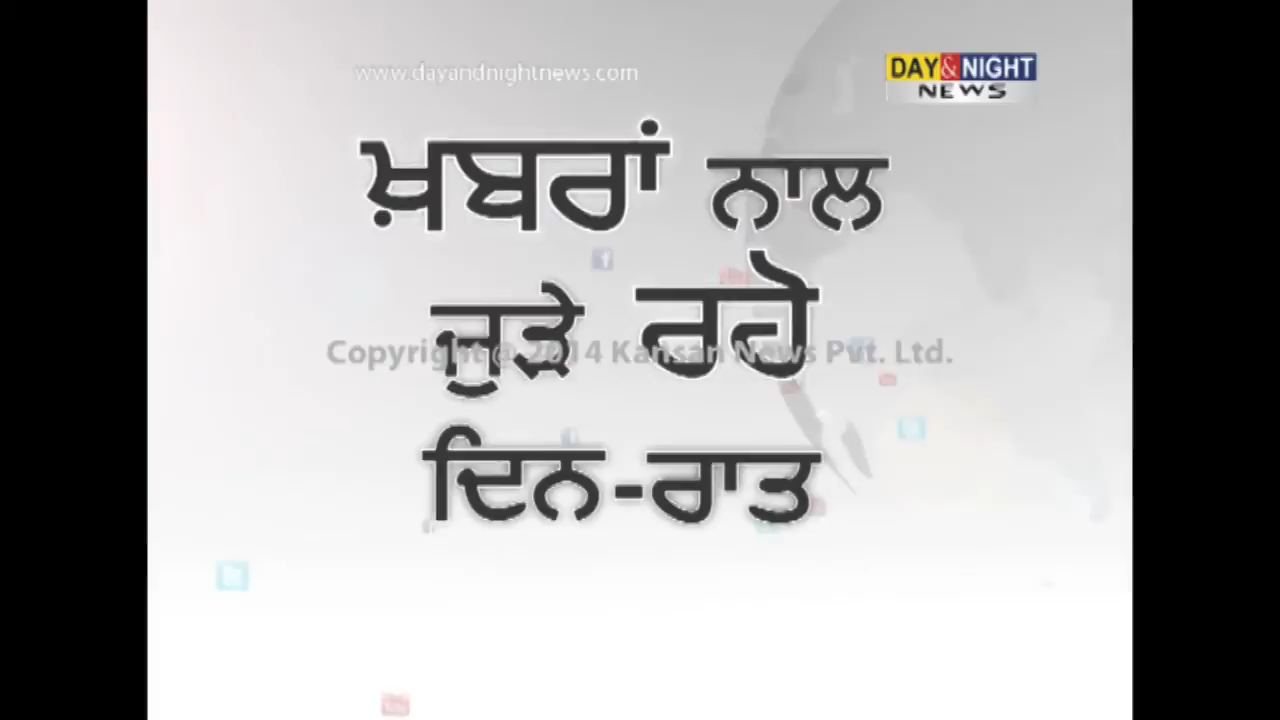 www.dayandnightnews.com
DAY&NIGHT
NEWS
ਖ਼ਬਰਾਂ ਨਾਲ
ਜੁੜੇ ਰਹੋ
Copyright @ 2014 Kansan News Pvt. Ltd.
ਦਿਨ-ਰਾਤ